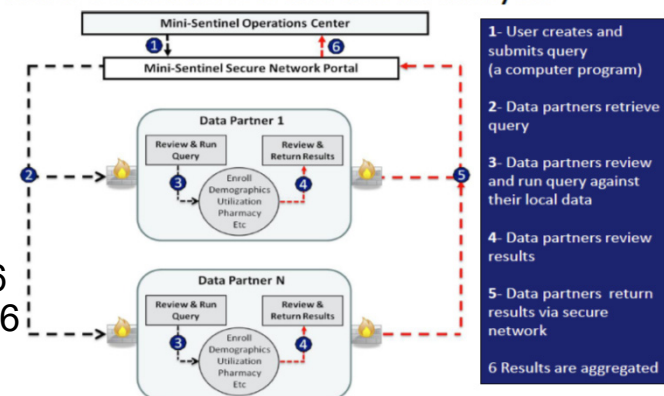 Mini-Sentinel Operations Center
1
6
Mini-Sentinel Secure Network Portal
Data Partner 1
Review & Run
Query
Review &
Return Results
3
4
Enroll
Demographics
Utilization
Pharmacy
Etc
2
5
6
6
Data Partner N
Review & Run
Query
Review &
Return Results
3
4
Enroll
Demographics
Utilization
Pharmacy
Etc
1- User creates and
submits query
(a computer program)
2- Data partners retrieve
query
3- Data partners review
and run query against
their local data
4- Data partners review
results
5- Data partners return
results via secure
network
6 Results are aggregated